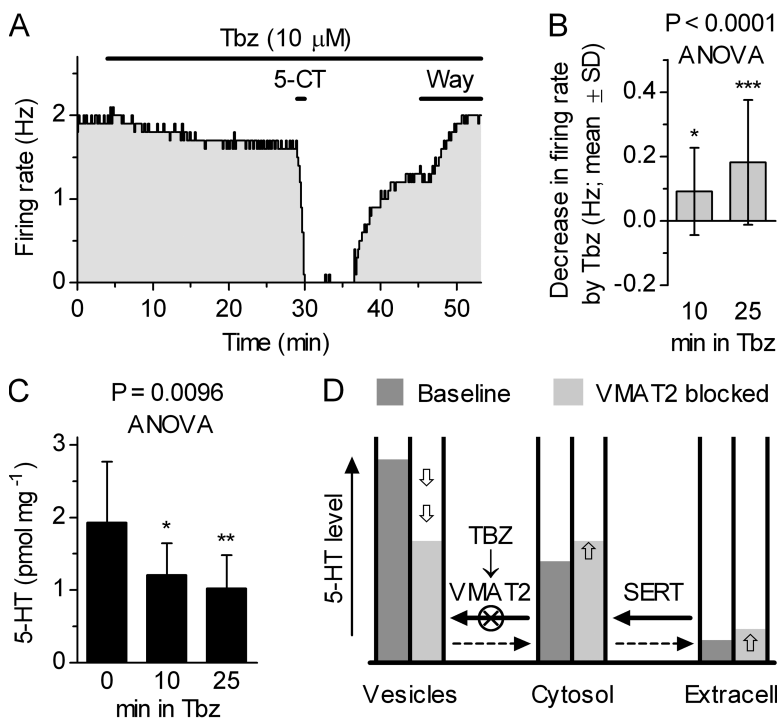 A
Tbz (10 μM)
5-CT
Way
Firing rate (Hz)
2
1
0
0
10
20
30
40
50
Time (min)
B
P < 0.0001
ANOVA
Decrease in firing rate
by Tbz (Hz; mean ± SD)
0.4
0.2
0.0
-0.2
*
***
10
25
min in Tbz
C
P = 0.0096
ANOVA
5-HT (pmol mg⁻¹)
3
2
1
0
*
**
0
10
25
min in Tbz
D
Baseline
VMAT2 blocked
5-HT level
TBZ
VMAT2
SERT
Vesicles
Cytosol
Extracell